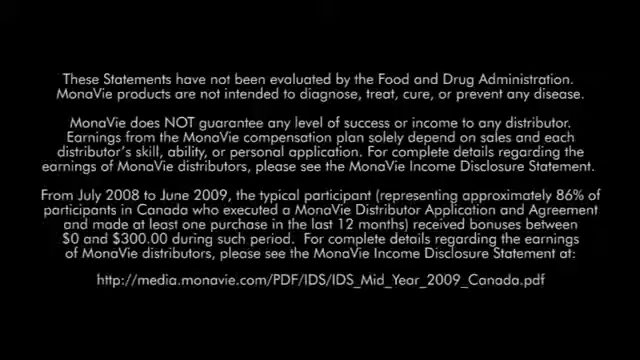 These Statements have not been evaluated by the Food and Drug Administration.
MonaVie products are not intended to diagnose, treat, cure, or prevent any disease.
MonaVie does NOT guarantee any level of success or income to any distributor.
Earnings from the MonaVie compensation plan solely depend on sales and each
distributor's skill, ability, or personal application. For complete details regarding the
earnings of MonaVie distributors, please see the MonaVie Income Disclosure Statement.
From July 2008 to June 2009, the typical participant (representing approximately 86% of
participants in Canada who executed a MonaVie Distributor Application and Agreement
and made at least one purchase in the last 12 months) received bonuses between
$0 and $300.00 during such period. For complete details regarding the earnings
of MonaVie distributors, please see the MonaVie Income Disclosure Statement at:
http://media.monavie.com/PDF/IDS/IDS_Mid_Year_2009_Canada.pdf